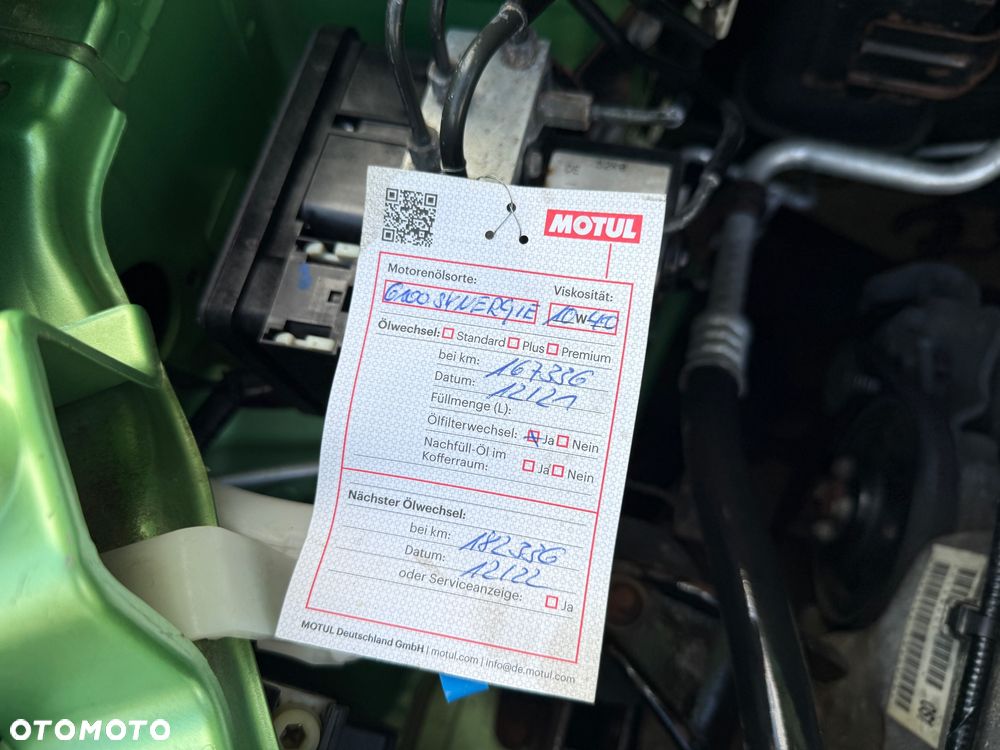 MOTUL
Motorenölsorte: Viskosität:
6100 SYNERGIE 10W40
Ölwechsel: Standard Plus Premium
bei km: 167336
Datum: 12/21
Füllmenge (L):
Ölfilterwechsel: Ja Nein
Nachfüll-Öl im
Kofferraum: Ja Nein
Nächster Ölwechsel:
bei km: 182336
Datum: 12/22
oder Serviceanzeige: Ja
MOTUL Deutschland GmbH | motul.com | info@de.motul.com
OTOMOTO